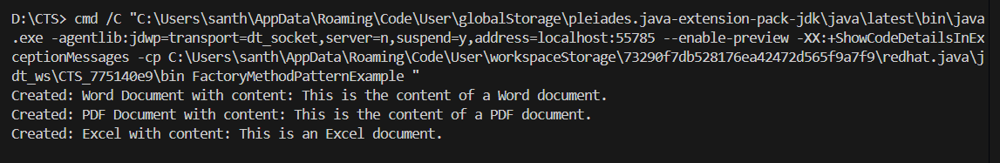 D:\CTS> cmd /C "C:\Users\santh\AppData\Roaming\Code\User\globalStorage\pleiades.java-extension-pack-jdk\java\latest\bin\java
.exe -agentlib:jdwp=transport=dt_socket,server=n,suspend=y,address=localhost:55785 --enable-preview -XX:+ShowCodeDetailsInEx
ceptionMessages -cp C:\Users\santh\AppData\Roaming\Code\User\workspaceStorage\73290f7db528176ea42472d565f9a7f9\redhat.java\j
dt_ws\CTS_775140e9\bin FactoryMethodPatternExample "
Created: Word Document with content: This is the content of a Word document.
Created: PDF Document with content: This is the content of a PDF document.
Created: Excel with content: This is an Excel document.